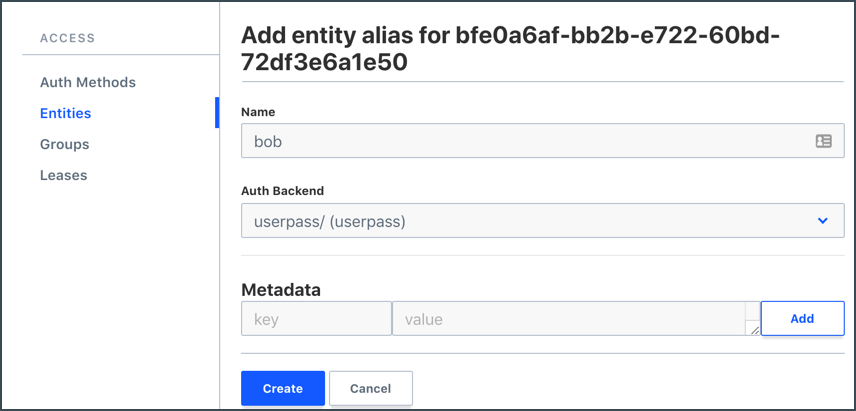 ACCESS
Auth Methods
Entities
Groups
Leases
Add entity alias for bfe0a6af-bb2b-e722-60bd-
72df3e6a1e50
Name
bob
Auth Backend
userpass/ (userpass)
Metadata
key value Add
Create Cancel